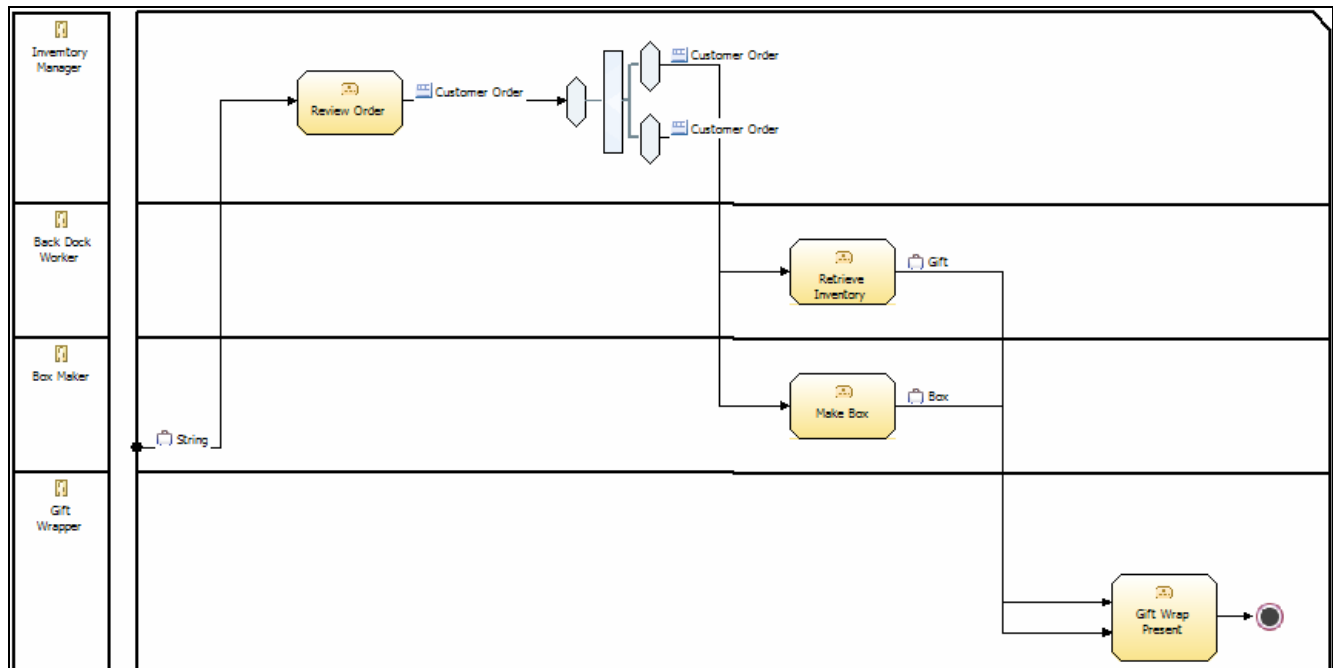 Invemtory
Manager
Customer Order
Customer Order
Review Order
Customer Order
Back Dock
Worker
Gift
Retrieve
Inventory
Box Maker
Box
Make Box
String
Gift
Wrapper
Gift Wrap
Present